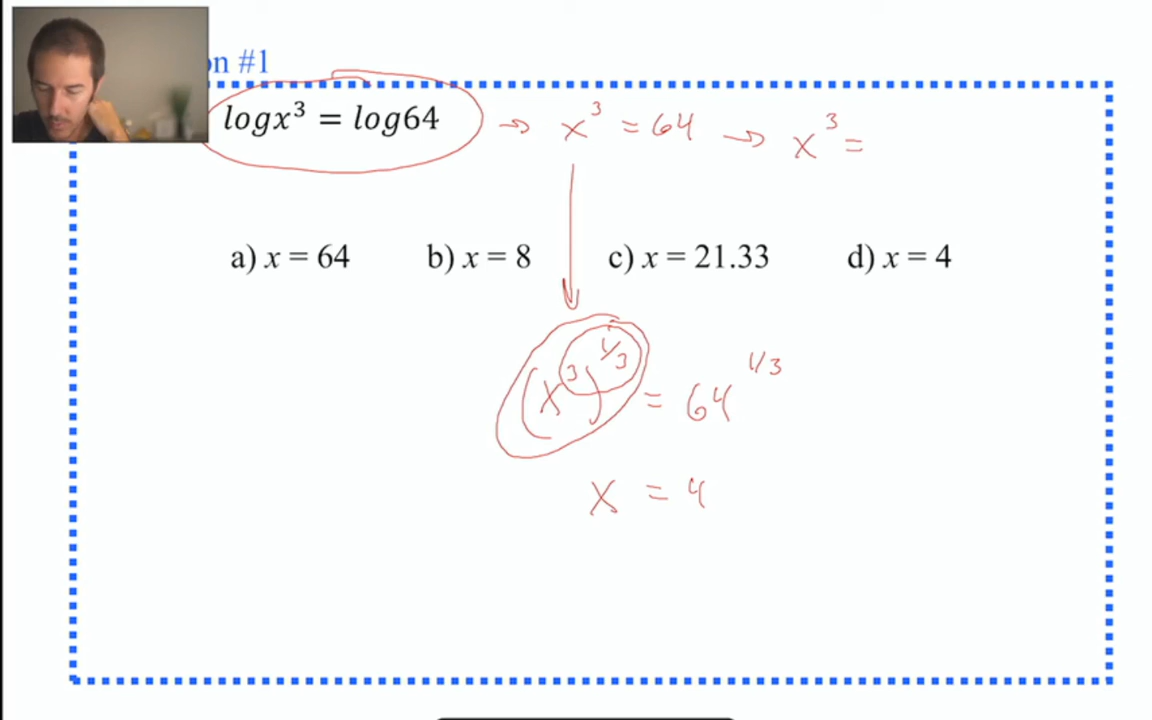 on #1
logx³ = log64 → x³ = 64 → x³ =
a) x = 64 b) x = 8 c) x = 21.33 d) x = 4
(x³)^1/3 = 64^1/3
x = 4